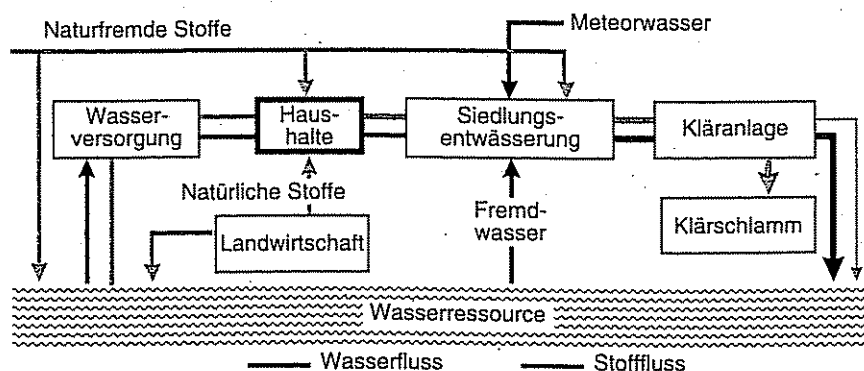 Naturfremde Stoffe
Meteorwasser
Wasser-
versorgung
Haus-
halte
Siedlungs-
entwässerung
Kläranlage
Natürliche Stoffe
Landwirtschaft
Fremd-
wasser
Klärschlamm
Wasserressource
Wasserfluss
Stofffluss